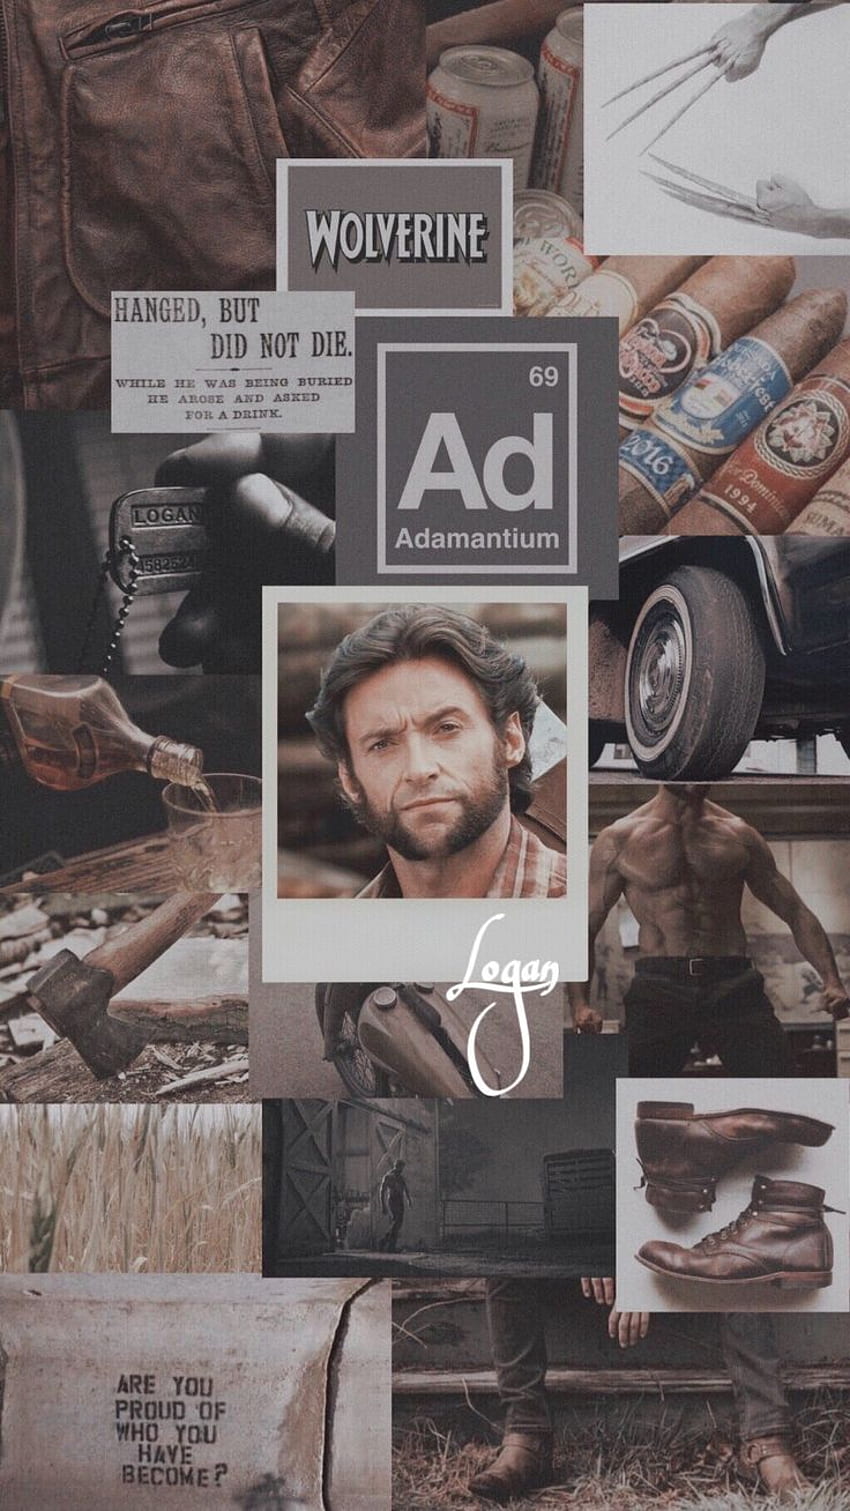 WOLVERINE
HANGED, BUT
DID NOT DIE.
WHILE HE WAS BEING BURIED
HE AROSE AND ASKED
FOR A DRINK.
69
Ad
Adamantium
2016
1994
LOGAN
Logan
ARE YOU
PROUD OF
WHO YOU
HAVE
BECOME?